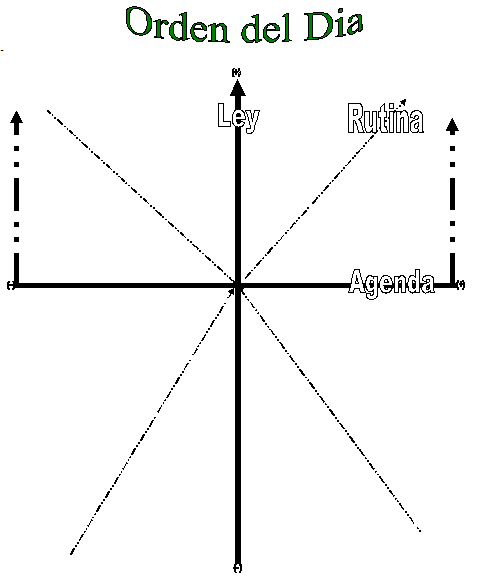 Orden del Dia
(+)
Ley
Rutina
(-) Agenda (+)
(-)